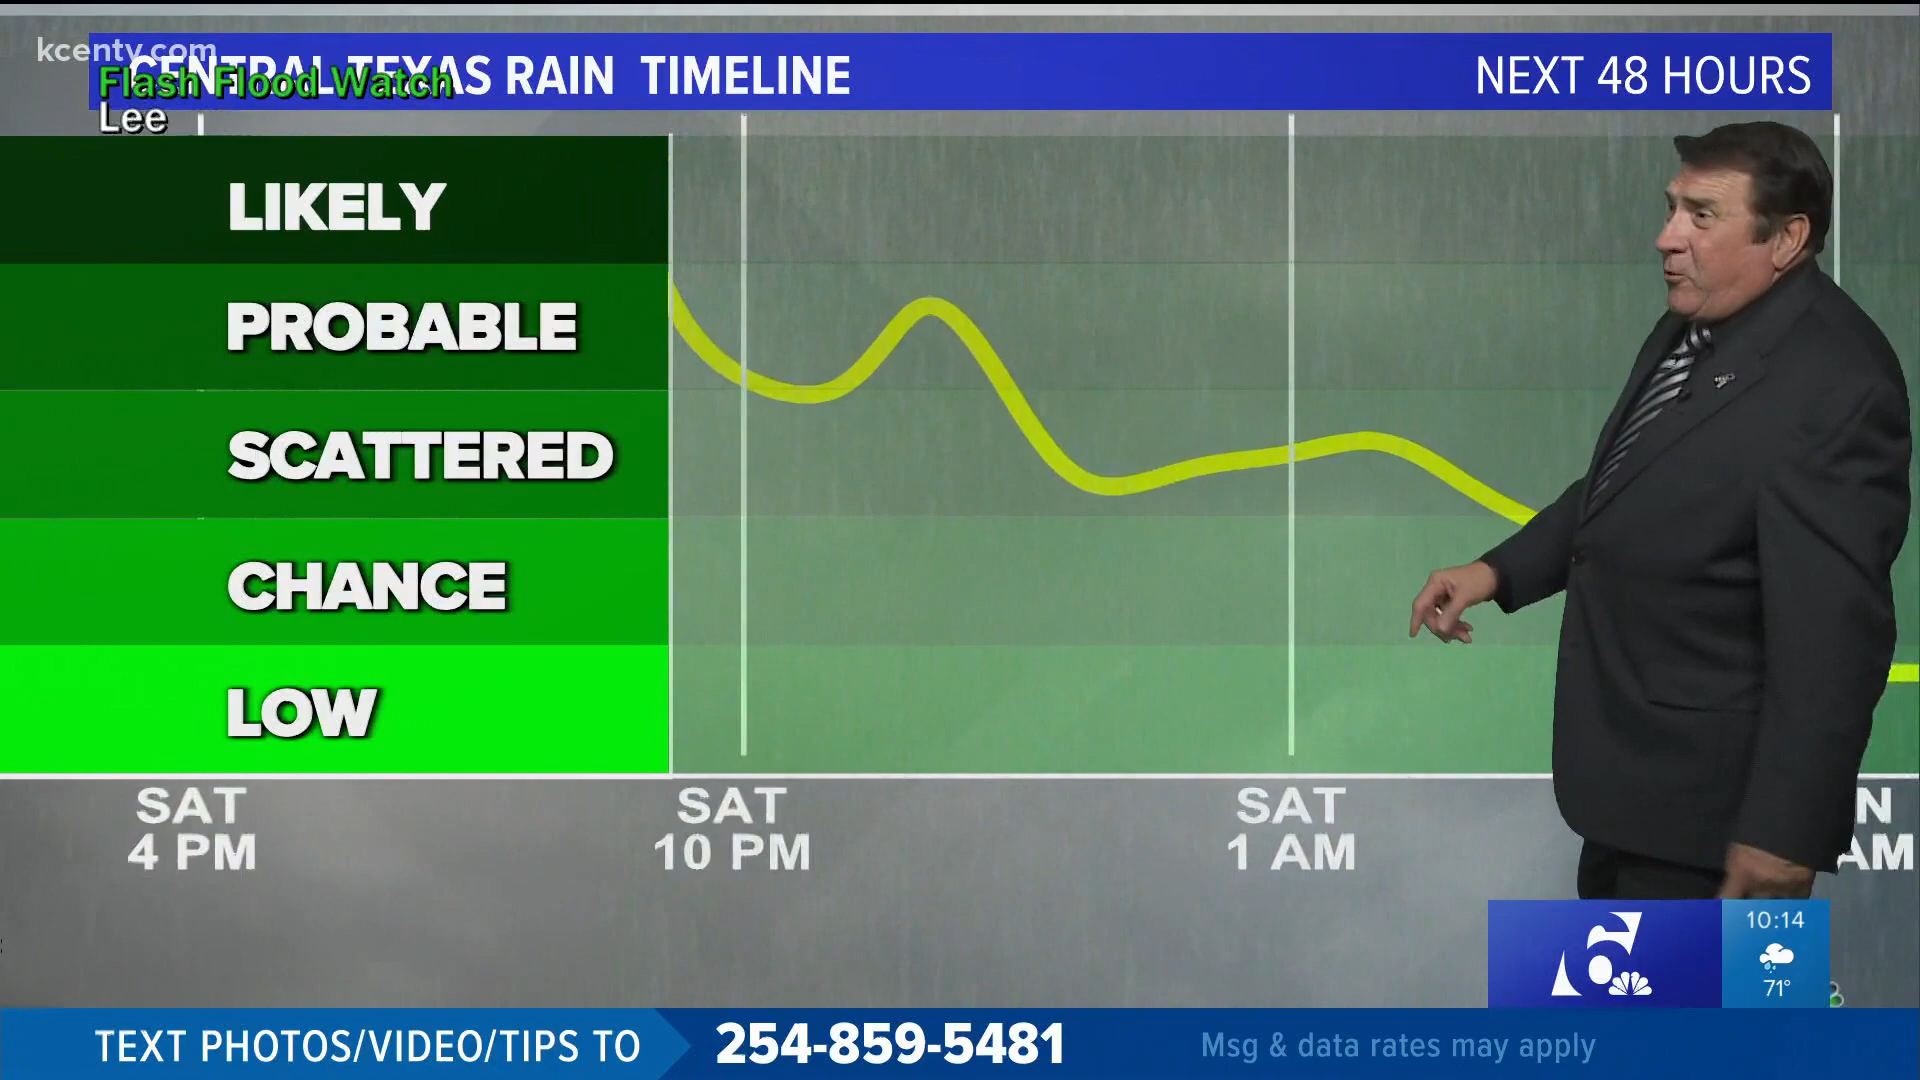 kcentv.com
CENTRAL TEXAS RAIN TIMELINE
NEXT 48 HOURS
Flash Flood Watch
Lee
LIKELY
PROBABLE
SCATTERED
CHANCE
LOW
SAT
4 PM
SAT
10 PM
SAT
1 AM
N
AM
6
10:14
71°
TEXT PHOTOS/VIDEO/TIPS TO
254-859-5481
Msg & data rates may apply